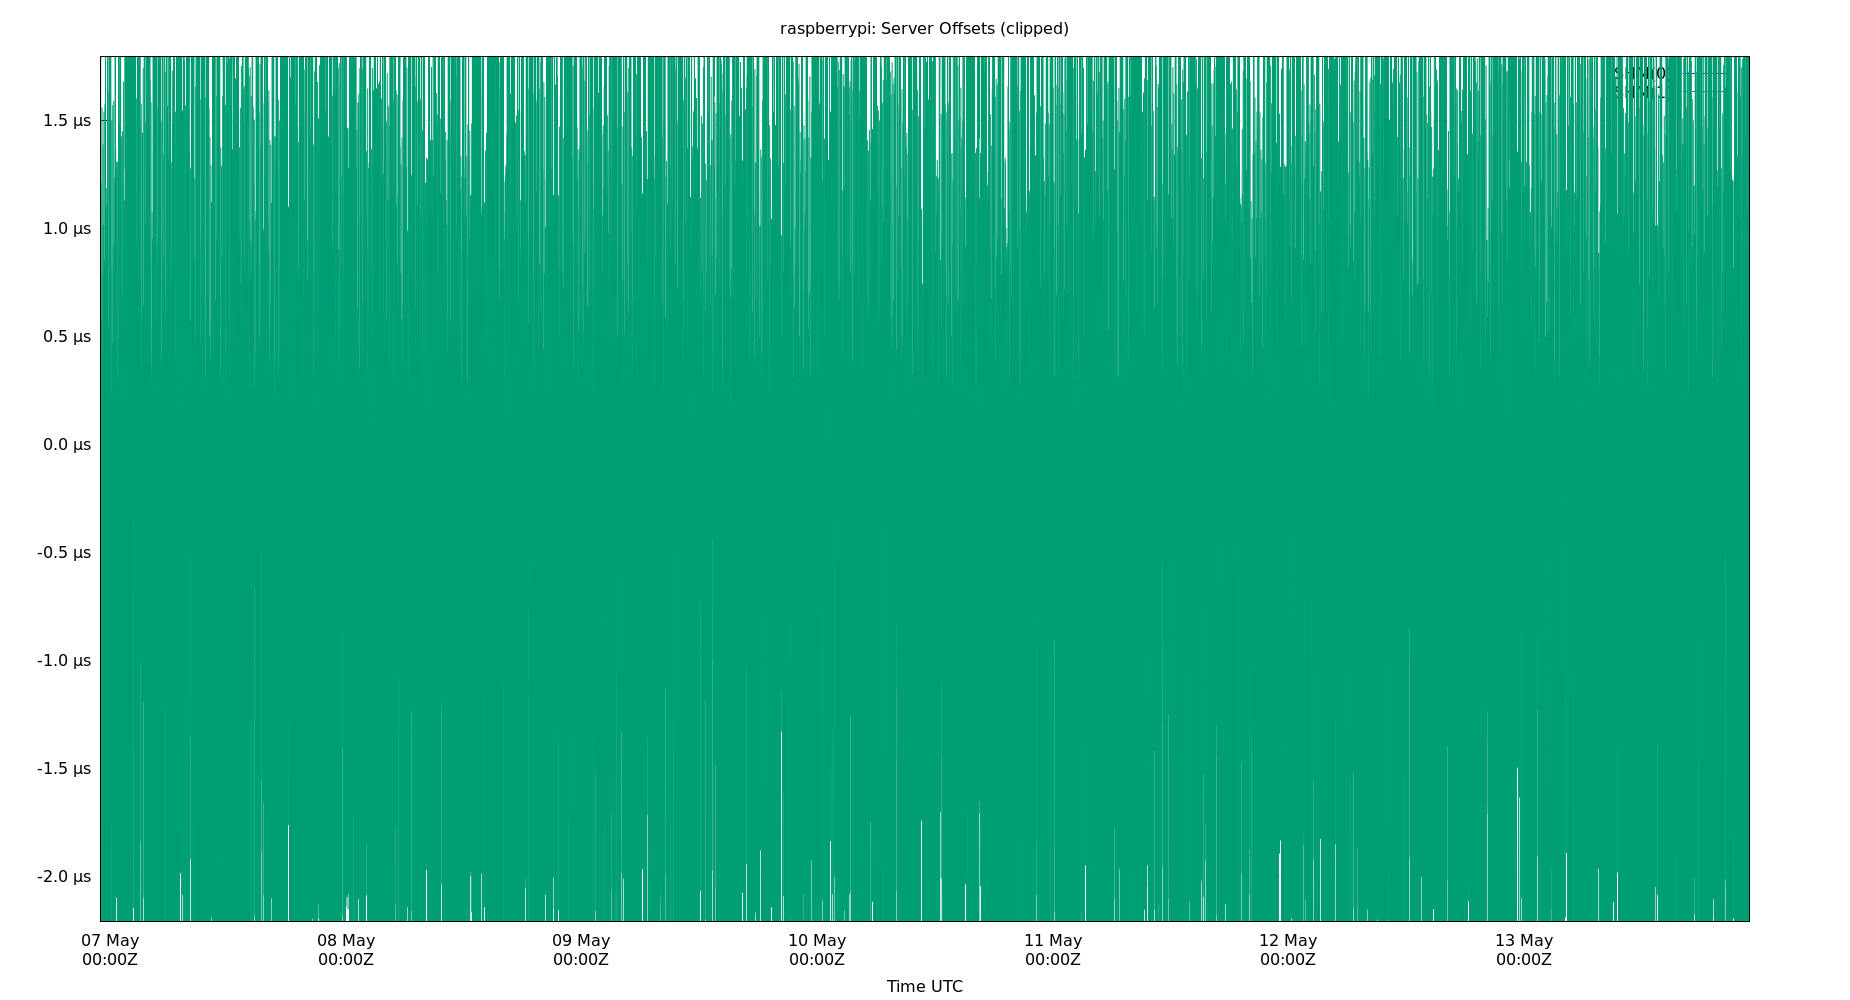 raspberrypi: Server Offsets (clipped)
1.5 µs
1.0 µs
0.5 µs
0.0 µs
-0.5 µs
-1.0 µs
-1.5 µs
-2.0 µs
07 May
00:00Z
08 May
00:00Z
09 May
00:00Z
10 May
00:00Z
11 May
00:00Z
12 May
00:00Z
13 May
00:00Z
Time UTC